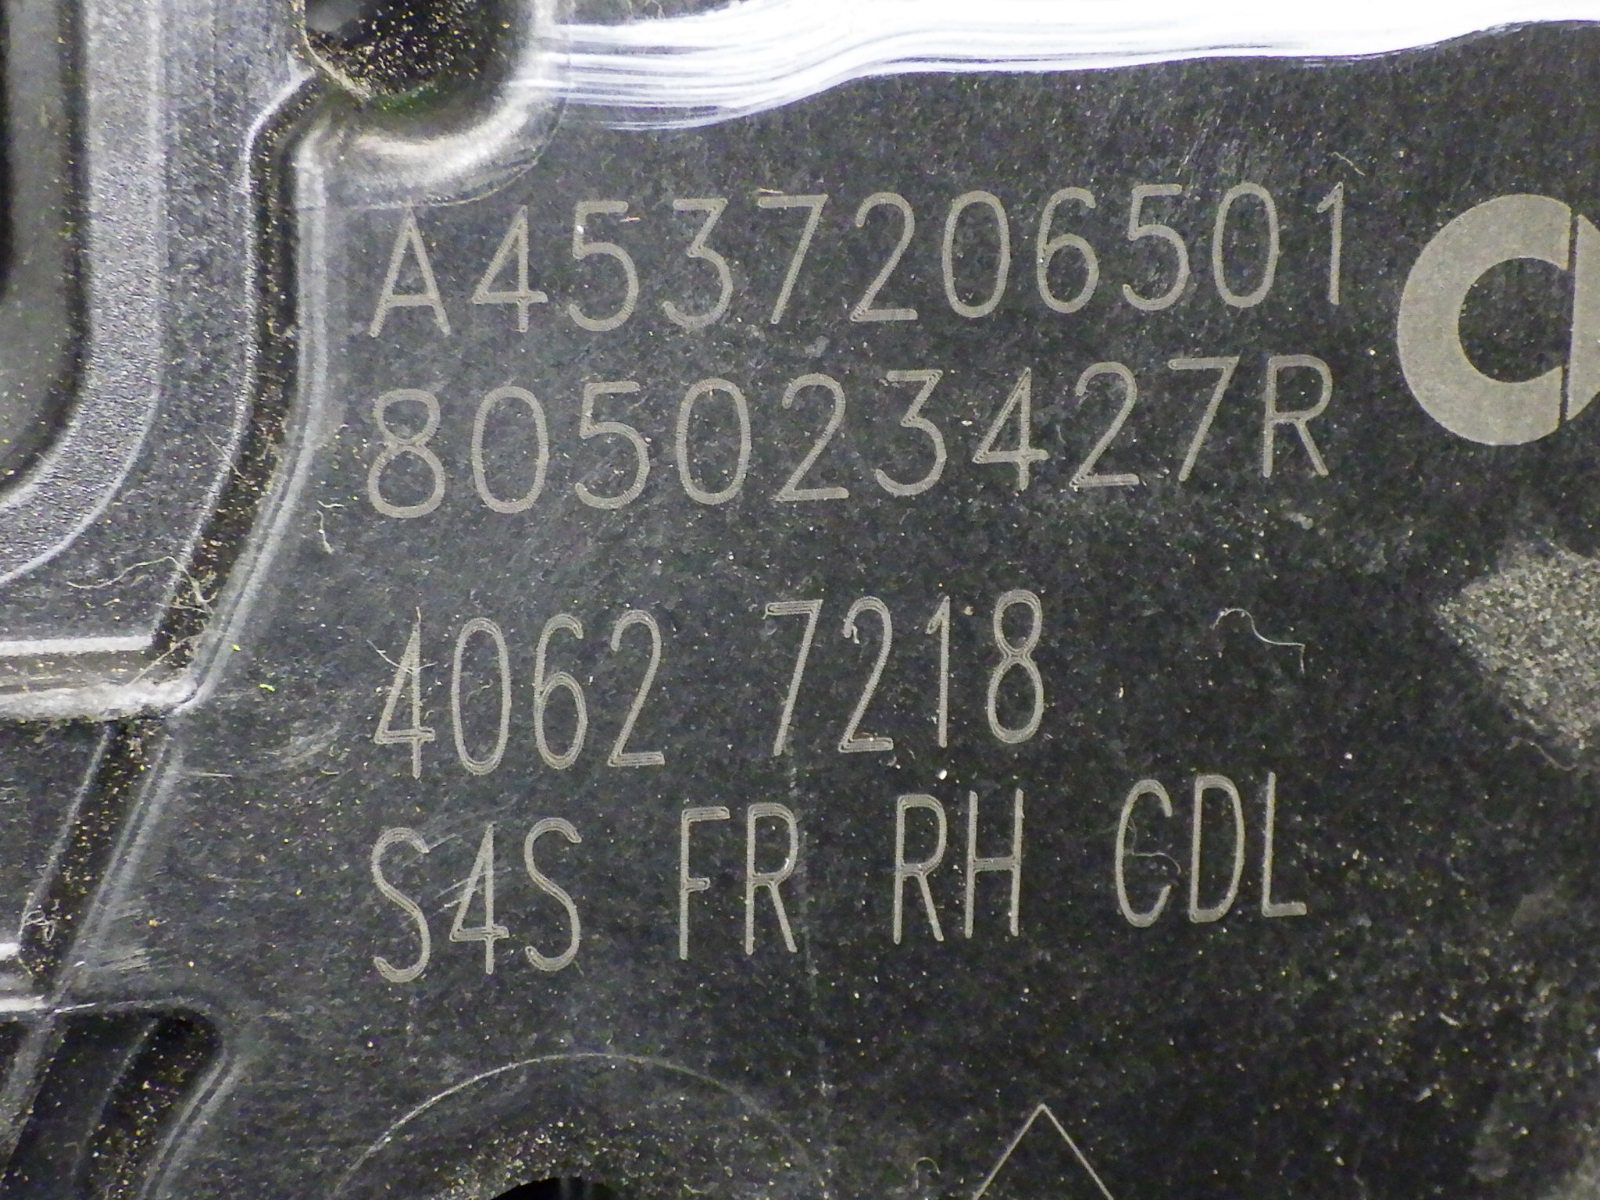 A4537206501
805023427R
4062 7218
S4S FR RH CDL